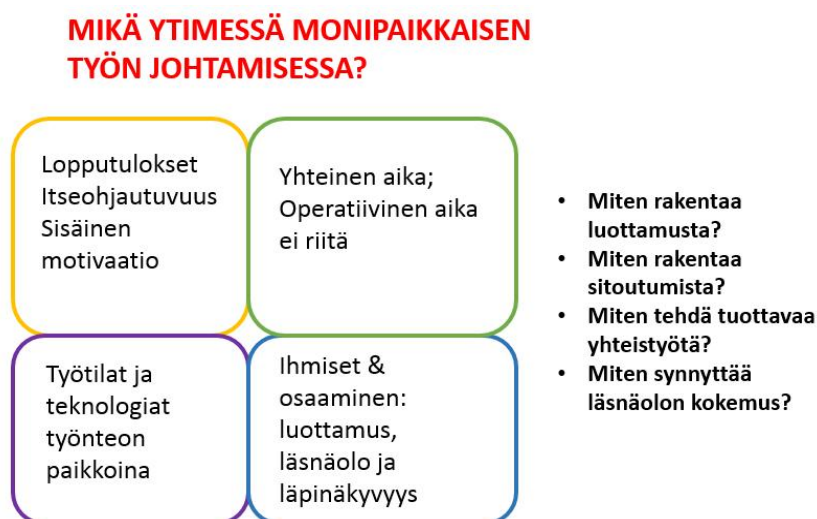 MIKÄ YTIMESSÄ MONIPAIKKAISEN
TYÖN JOHTAMISESSA?
Lopputulokset
Itseohjautuvuus
Sisäinen
motivaatio
Yhteinen aika;
Operatiivinen aika
ei riitä
Työtilat ja
teknologiat
työnteon
paikkoina
Ihmiset &
osaaminen:
luottamus,
läsnäolo ja
läpinäkyvyys
• Miten rakentaa
luottamusta?
• Miten rakentaa
sitoutumista?
• Miten tehdä tuottavaa
yhteistyötä?
• Miten synnyttää
läsnäolon kokemus?